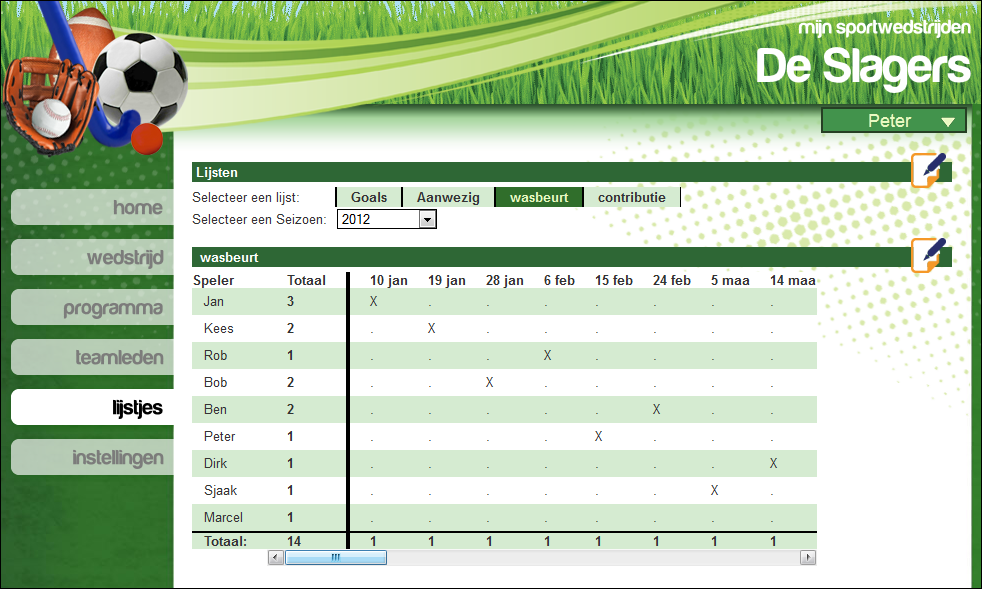 mijn sportwedstrijden
De Slagers
Peter
Lijsten
Selecteer een lijst: Goals Aanwezig wasbeurt contributie
Selecteer een Seizoen: 2012
home
wedstrijd
programma
teamleden
lijstjes
instellingen
wasbeurt
Speler Totaal 10 jan 19 jan 28 jan 6 feb 15 feb 24 feb 5 maa 14 maa
Jan 3 X . . . . . . .
Kees 2 . X . . . . . .
Rob 1 . . . X . . . .
Bob 2 . . X . . . . .
Ben 2 . . . . . X . .
Peter 1 . . . . X . . .
Dirk 1 . . . . . . . X
Sjaak 1 . . . . . . X .
Marcel 1 . . . . . . . .
Totaal: 14 1 1 1 1 1 1 1 1